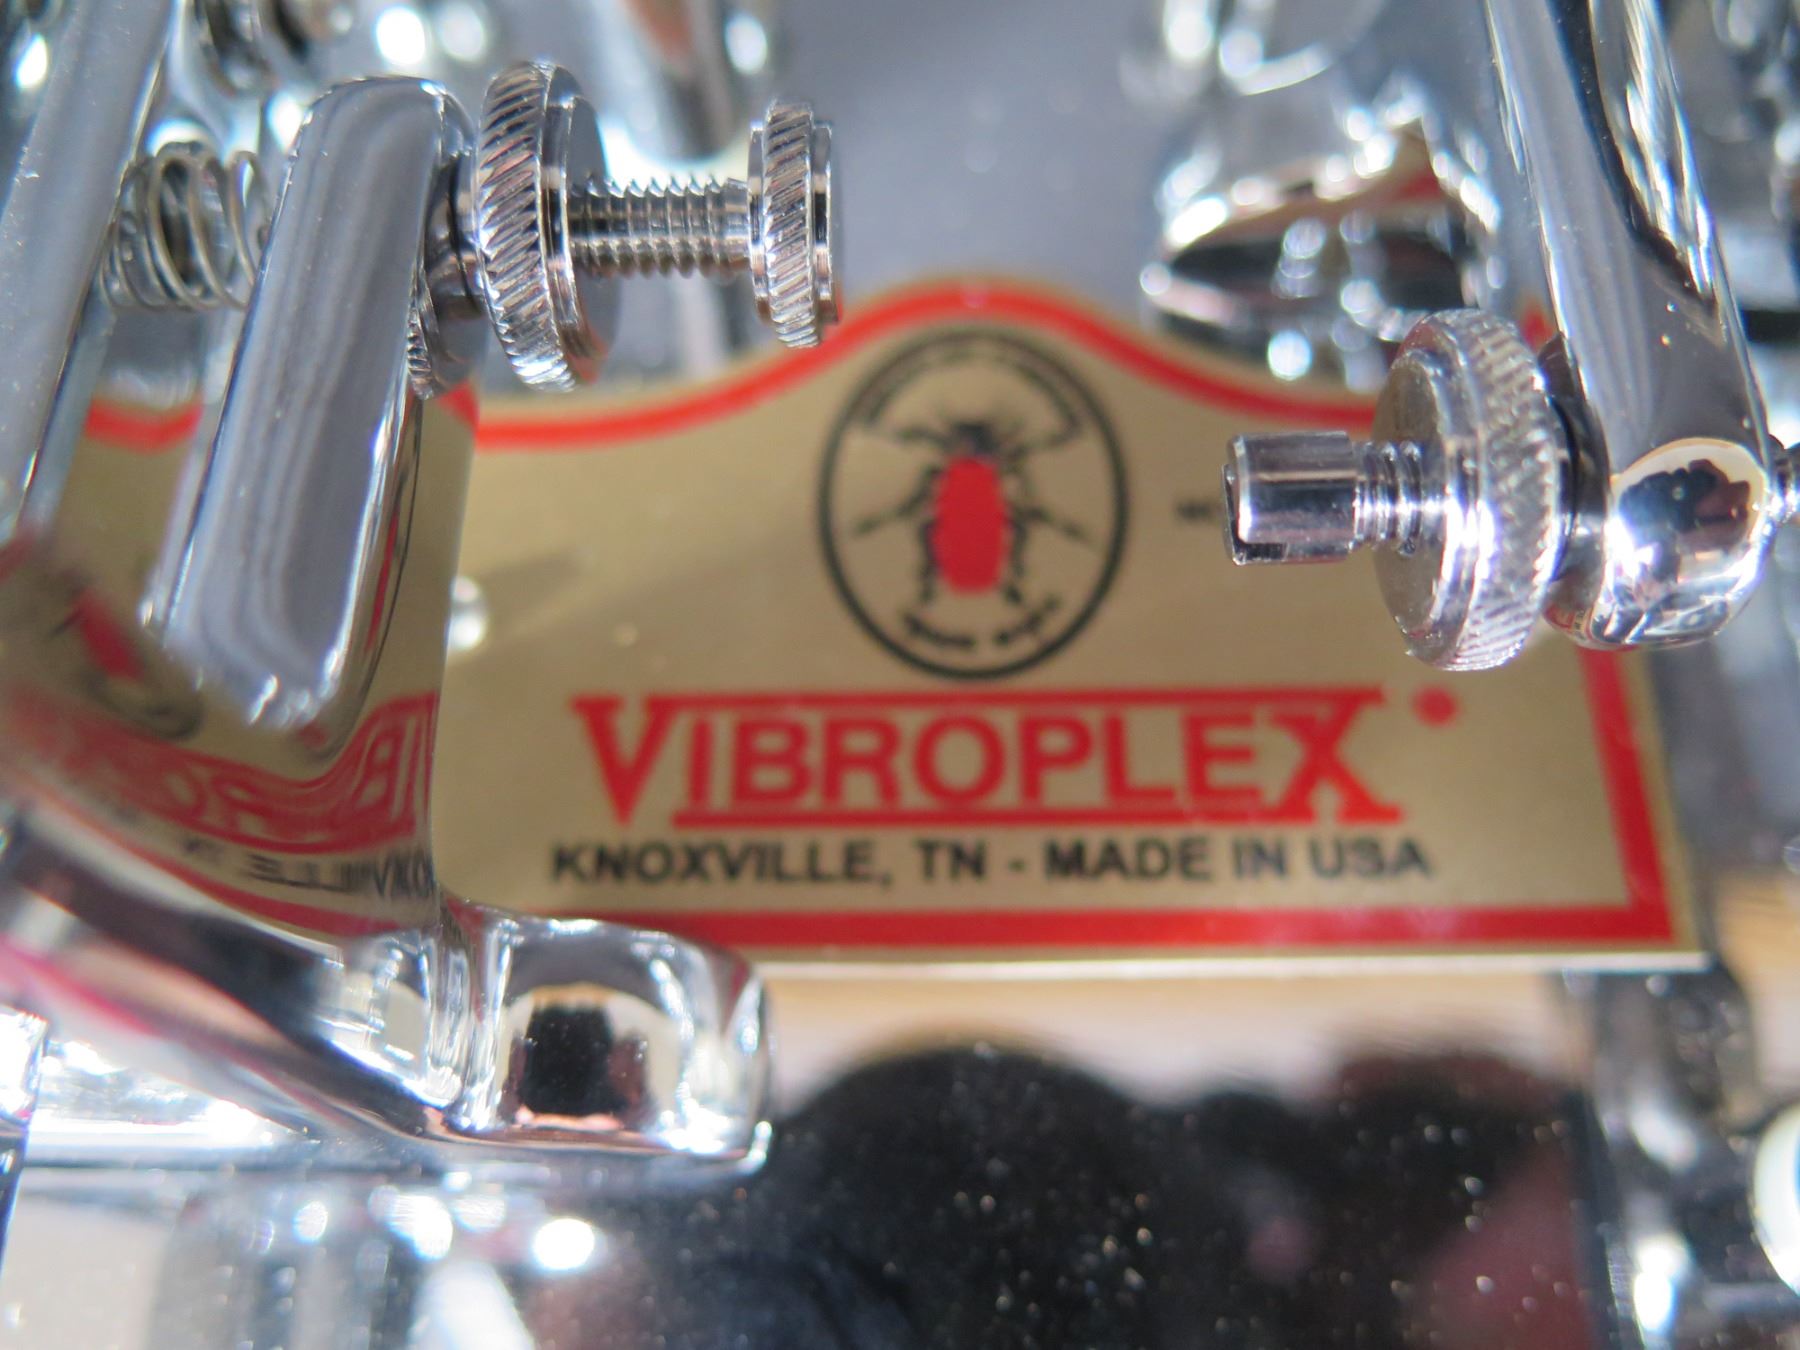 VIBROPLEX
KNOXVILLE, TN - MADE IN USA